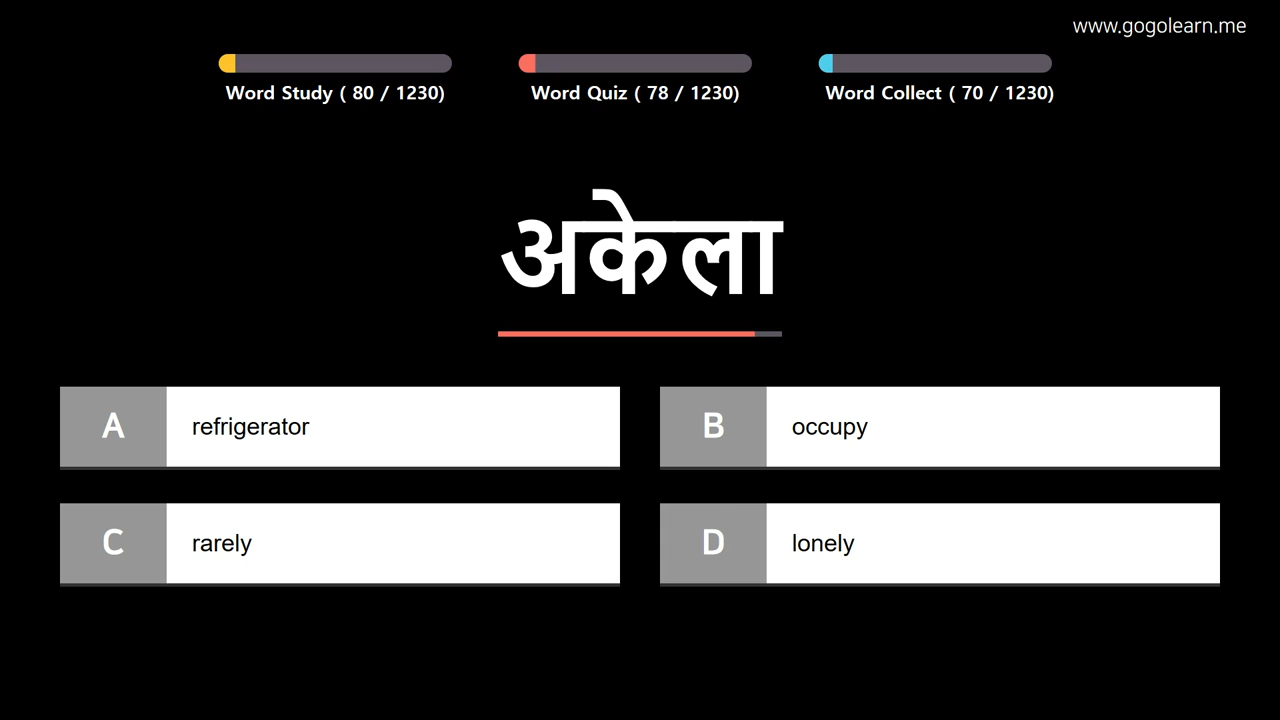 www.gogolearn.me
Word Study ( 80 / 1230)
Word Quiz ( 78 / 1230)
Word Collect ( 70 / 1230)
अकेला
A refrigerator
B occupy
C rarely
D lonely